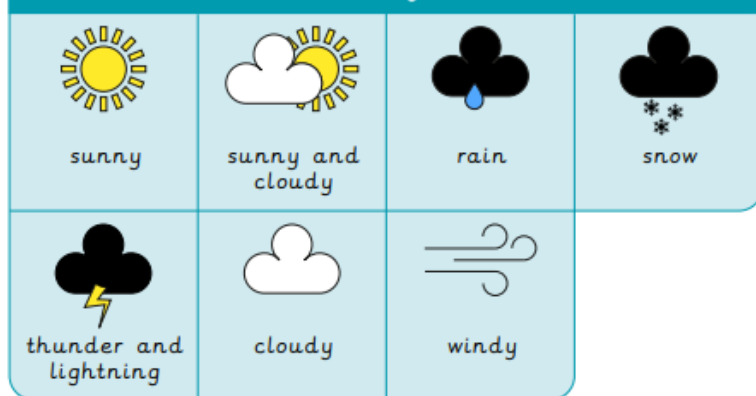 sunny
sunny and
cloudy
rain
snow
thunder and
lightning
cloudy
windy